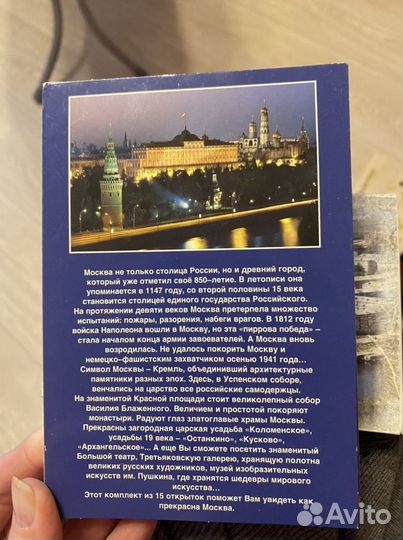 Москва не только столица России, но и древний город,
который уже отметил своё 850–летие. В летописи она
упоминается в 1147 году, со второй половины 15 века
становится столицей единого государства Российского.
На протяжении девяти веков Москва претерпела множество
испытаний: пожары, разорения, набеги врагов. В 1812 году
войска Наполеона вошли в Москву, но эта “пиррова победа” –
стала началом конца армии завоевателей. А Москва вновь
возродилась. Не удалось покорить Москву и
немецко–фашистским захватчиком осенью 1941 года...
Символ Москвы – Кремль, объединивший архитектурные
памятники разных эпох. Здесь, в Успенском соборе,
венчались на царство все российские самодержцы.
На знаменитой Красной площади стоит великолепный собор
Василия Блаженного. Величием и простотой покоряют
монастыри. Радуют глаз златоглавые храмы Москвы.
Прекрасны загородная царская усадьба «Коломенское»,
усадьбы 19 века – «Останкино», «Кусково»,
«Архангельское»... А еще Вы сможете посетить знаменитый
Большой театр, Третьяковскую галерею, хранящую полотна
великих русских художников, музей изобразительных
искусств им. Пушкина, где хранятся шедевры мирового
искусства...
Этот комплект из 15 открыток поможет Вам увидеть как
прекрасна Москва.
Avito